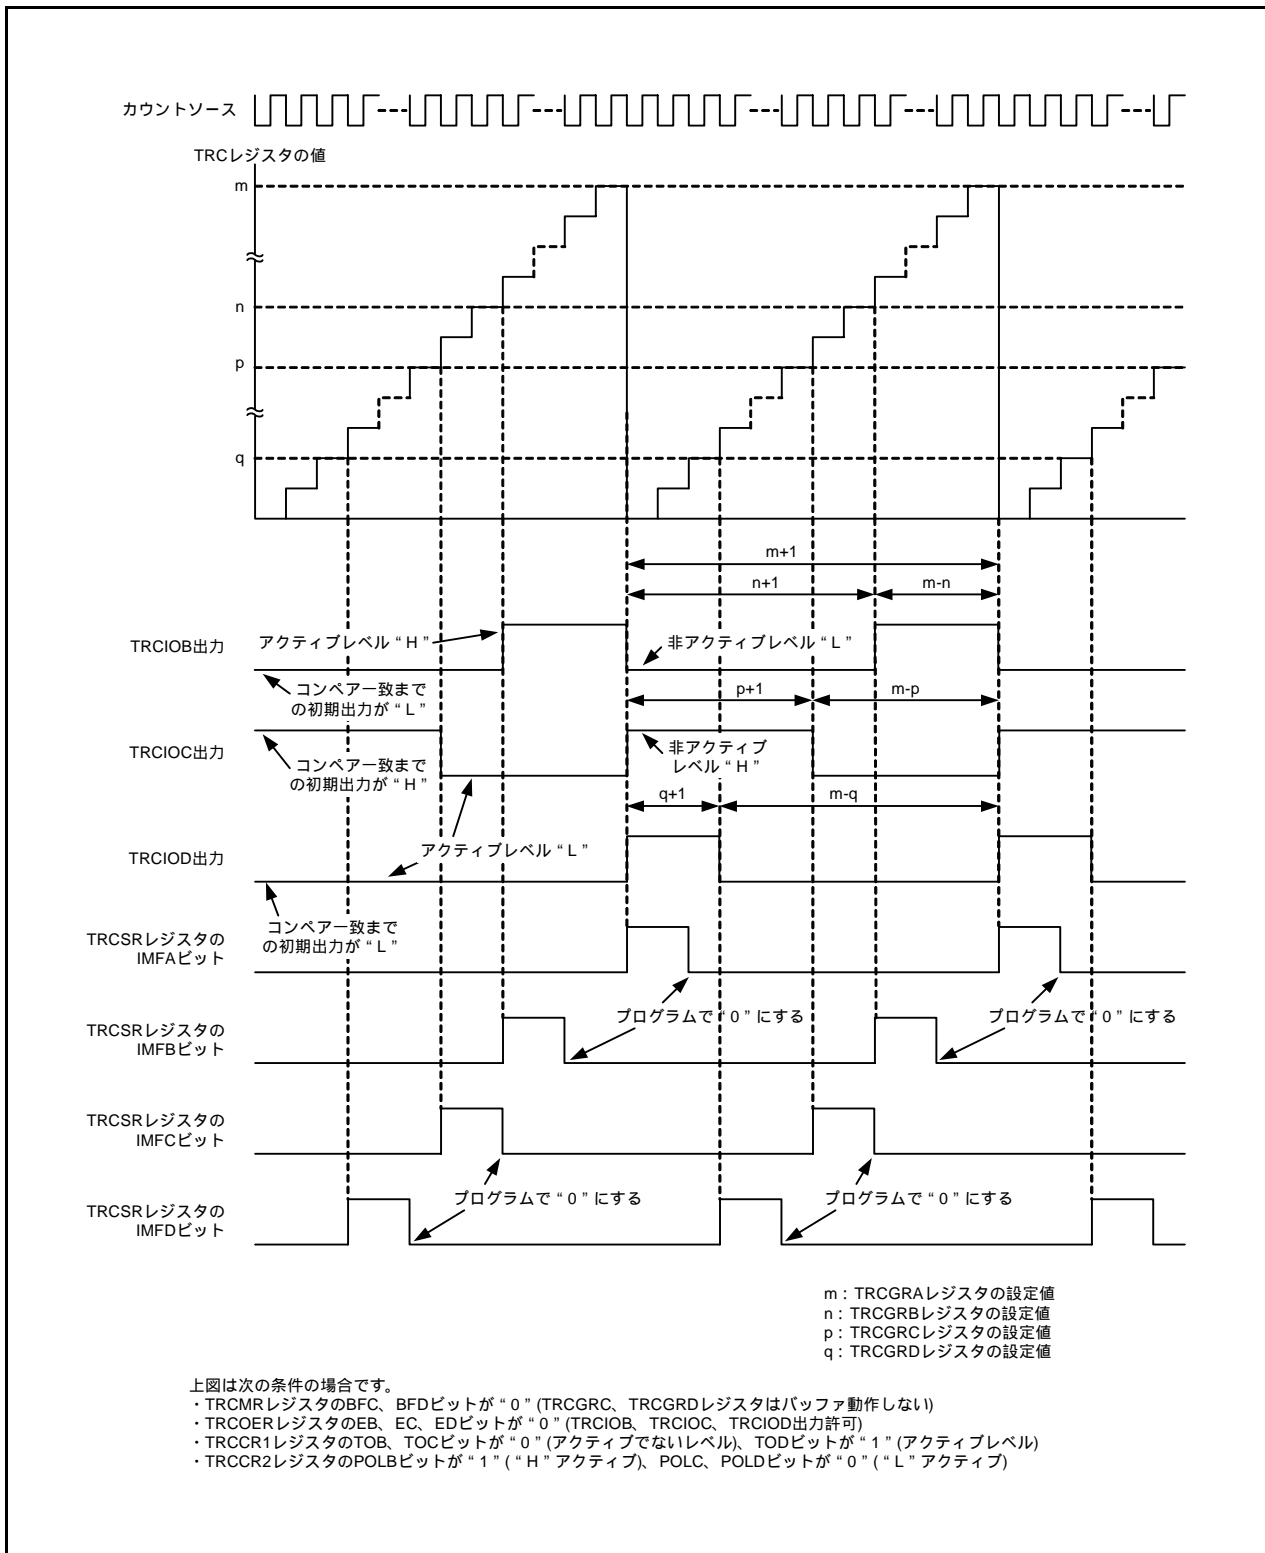 カウントソース
TRCレジスタの値
m
n
p
q
m+1
n+1
m-n
TRCIOB出力
アクティブレベル“H”
非アクティブレベル“L”
コンペア一致まで
の初期出力が“L”
p+1
m-p
TRCIOC出力
コンペア一致まで
の初期出力が“H”
非アクティブ
レベル“H”
q+1
m-q
TRCIOD出力
アクティブレベル“L”
コンペア一致まで
の初期出力が“L”
TRCSRレジスタの
IMFAビット
プログラムで“0”にする
プログラムで“0”にする
TRCSRレジスタの
IMFBビット
TRCSRレジスタの
IMFCビット
プログラムで“0”にする
プログラムで“0”にする
TRCSRレジスタの
IMFDビット
m：TRCGRAレジスタの設定値
n：TRCGRBレジスタの設定値
p：TRCGRCレジスタの設定値
q：TRCGRDレジスタの設定値
上図は次の条件の場合です。
・TRCMRレジスタのBFC、BFDビットが“0”(TRCGRC、TRCGRDレジスタはバッファ動作しない)
・TRCOERレジスタのEB、EC、EDビットが“0”(TRCIOB、TRCIOC、TRCIOD出力許可)
・TRCCR1レジスタのTOB、TOCビットが“0”(アクティブでないレベル)、TODビットが“1”(アクティブレベル)
・TRCCR2レジスタのPOLBビットが“1”(“H”アクティブ)、POLC、POLDビットが“0”(“L”アクティブ)